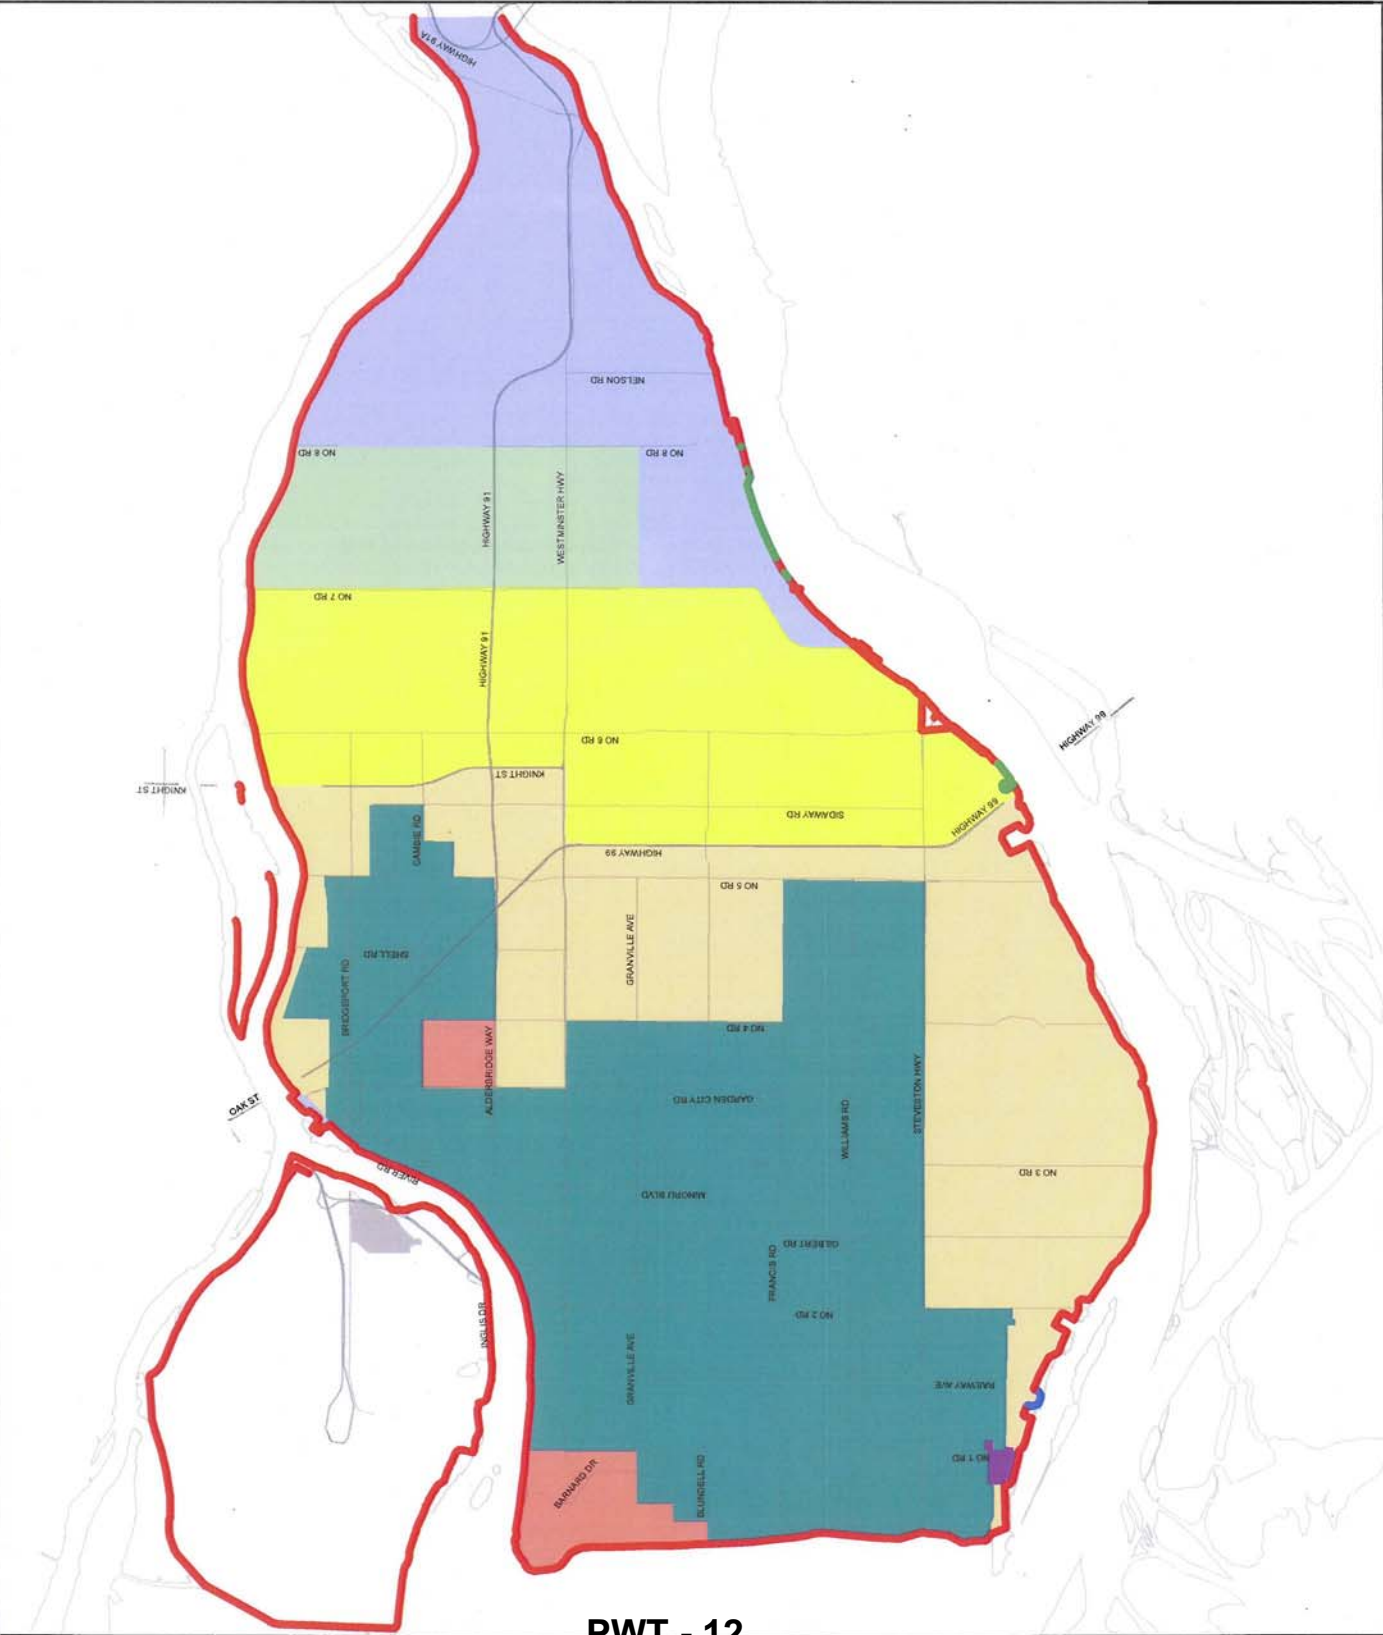 HIGHWAY 91A
NELSON RD
NO 8 RD
NO 8 RD
HIGHWAY 91
WESTMINSTER HWY
NO 7 RD
HIGHWAY 91
HIGHWAY 99
NO 6 RD
KNIGHT ST
KNIGHT ST
SIDAWAY RD
HIGHWAY 99
CAMBIE RD
HIGHWAY 99
NO 5 RD
GRANVILLE AVE
SHELL RD
BRIDGEPORT RD
NO 4 RD
ALDERBRIDGE WAY
STEVESTON HWY
OAK ST
GARDEN CITY RD
WILLIAMS RD
RIVER RD
NO 3 RD
MINORU BLVD
GILBERT RD
FRANCIS RD
NO 2 RD
INGLIS DR
GRANVILLE AVE
RAILWAY AVE
NO 1 RD
BARNARD DR
BLUNDELL RD
PWT - 12